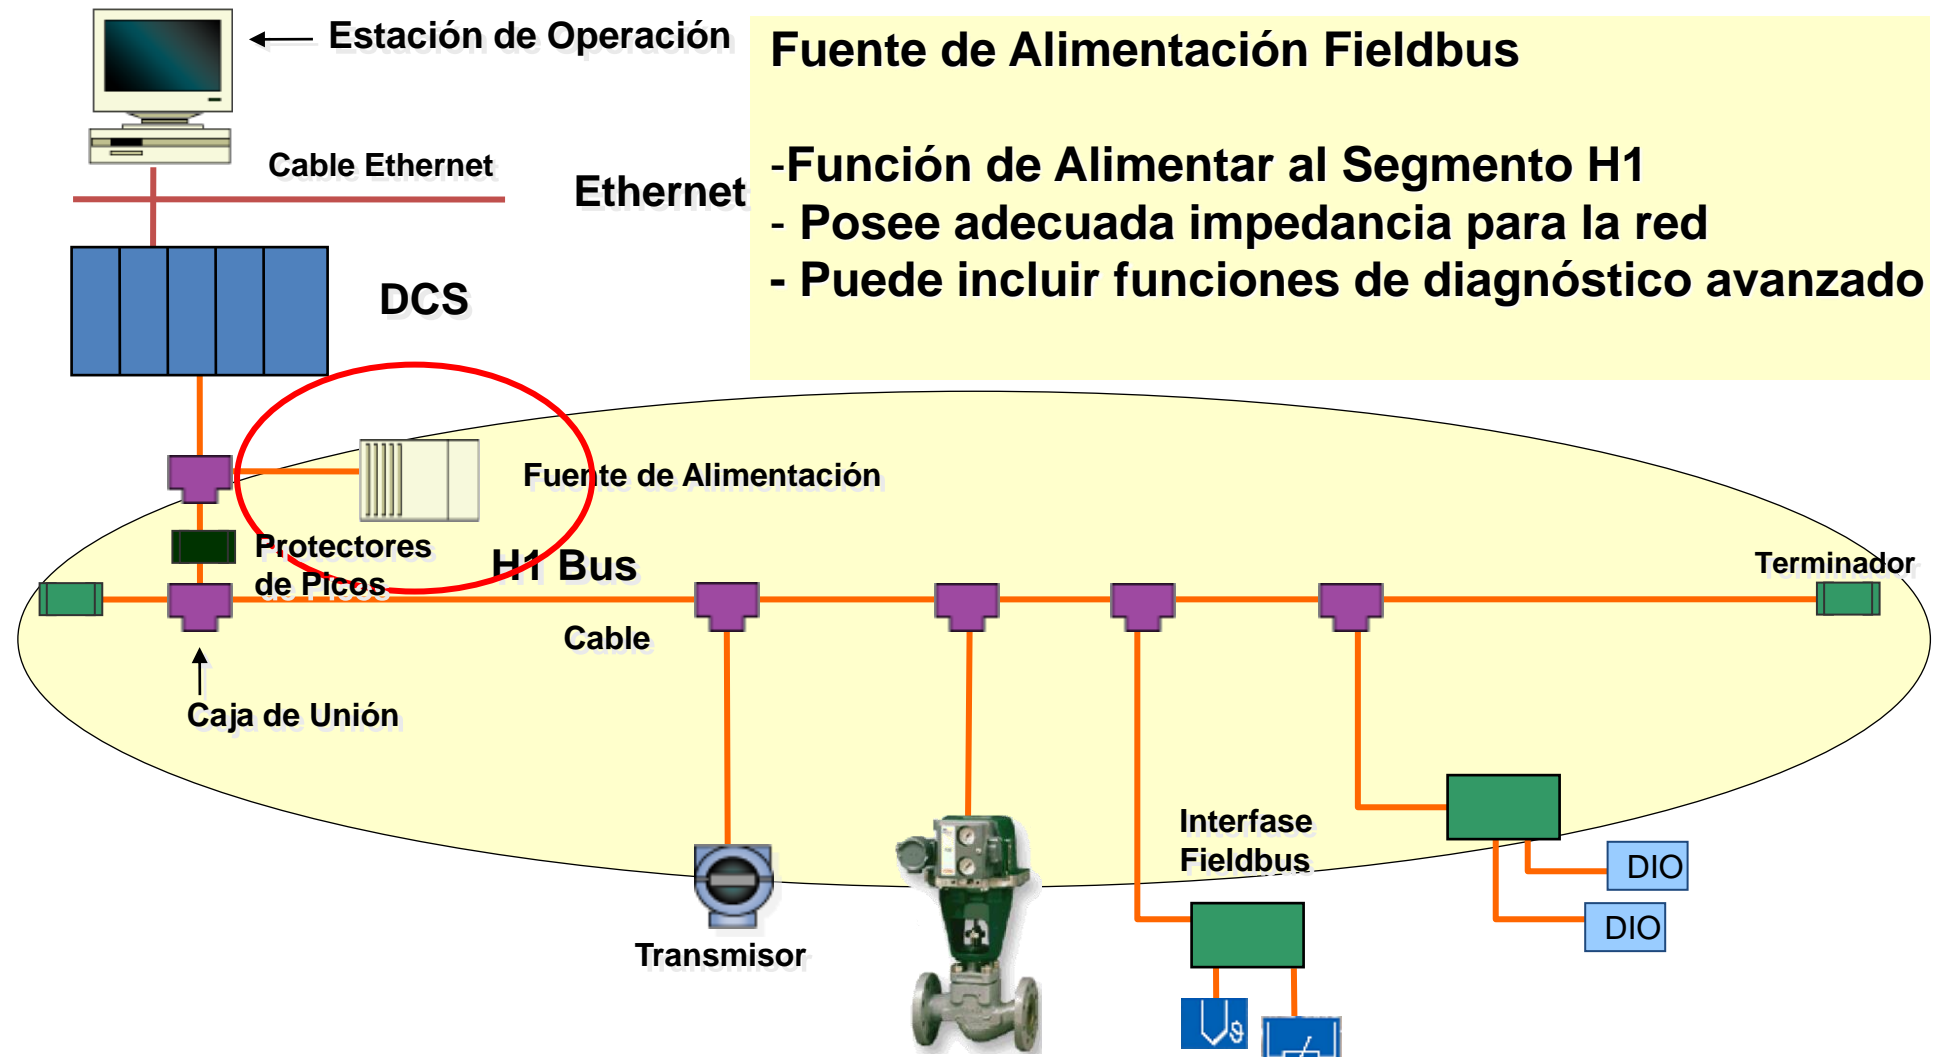 Estación de Operación
Fuente de Alimentación Fieldbus
-Función de Alimentar al Segmento H1
- Posee adecuada impedancia para la red
- Puede incluir funciones de diagnóstico avanzado
Cable Ethernet
Ethernet
DCS
Fuente de Alimentación
Protectores
de Picos
H1 Bus
Terminador
Cable
Caja de Unión
Interfase
Fieldbus
DIO
DIO
Transmisor
ϑ